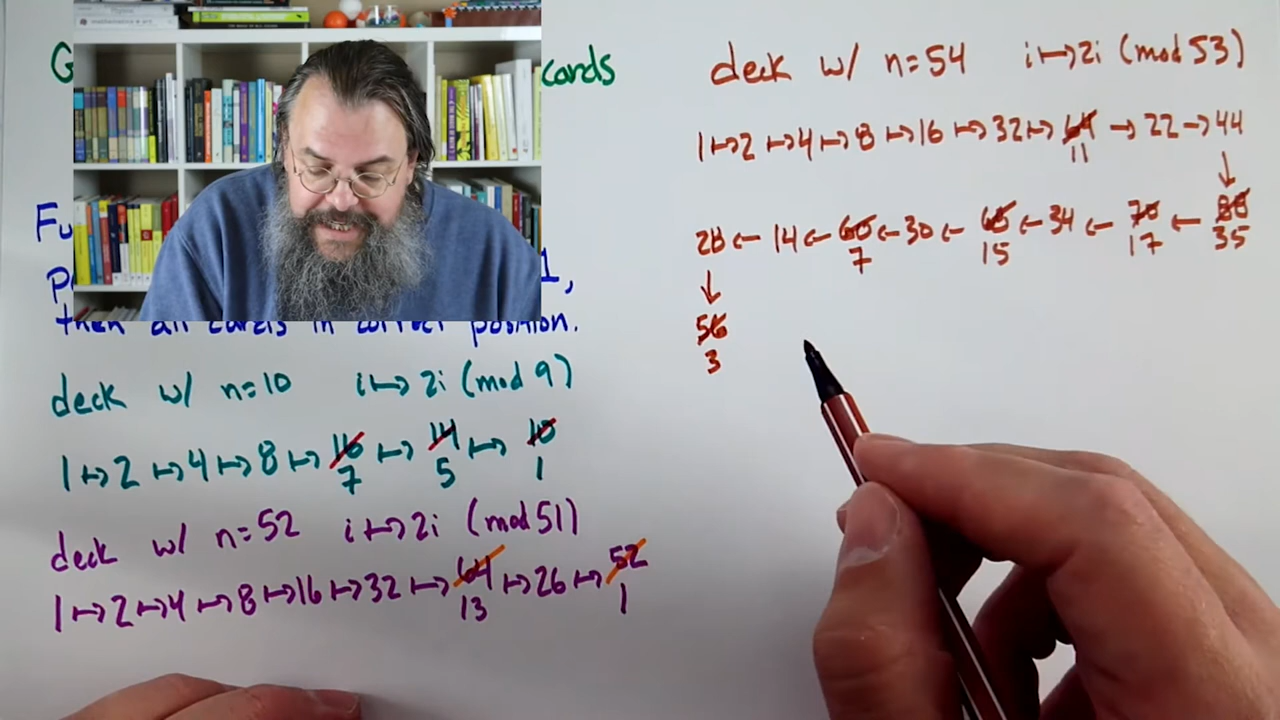 G cards
Fu
P 1,
then all cards in correct position.
deck w/ n=10 i↦2i (mod 9)
1↦2↦4↦8↦16↦14↦10
7 5 1
deck w/ n=52 i↦2i (mod 51)
1↦2↦4↦8↦16↦32↦64↦26↦52
13 1
deck w/ n=54 i↦2i (mod 53)
1↦2↦4↦8↦16↦32↦64→22→44
11
↓
28←14←60←30←68←34←70←88
7 15 17 35
↓
56
3